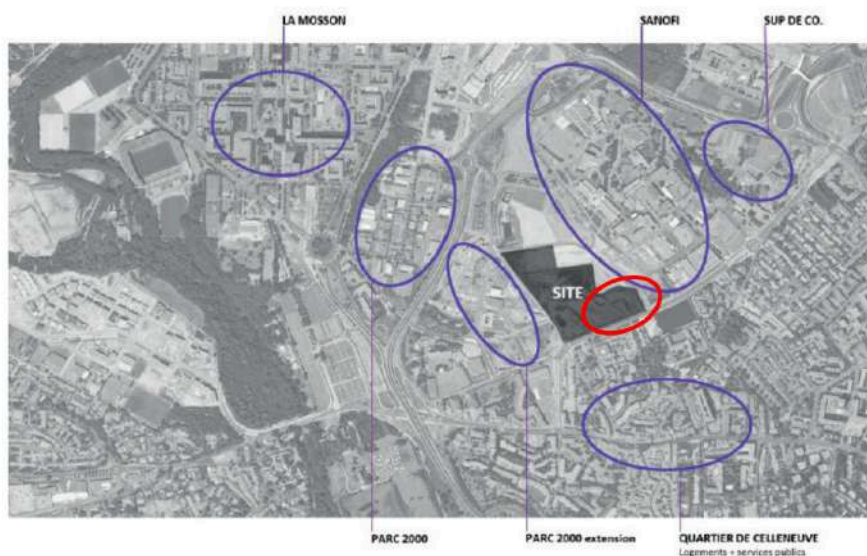 LA MOSSON
SANOFI
SUP DE CO.
SITE
PARC 2000
PARC 2000 extension
QUARTIER DE CELLENEUVE
Logements + services publics